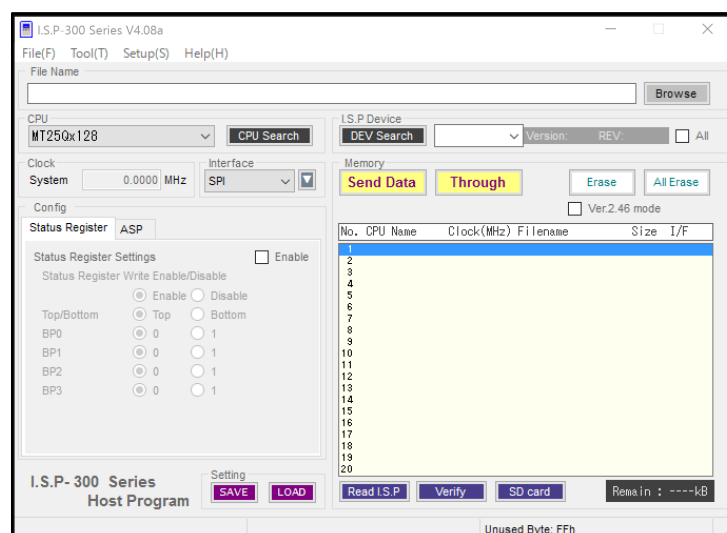 I.S.P-300 Series V4.08a
File(F) Tool(T) Setup(S) Help(H)
File Name
Browse
CPU
MT25Qx128
CPU Search
I.S.P Device
DEV Search
Version: REV:
All
Clock
System 0.0000 MHz
Interface
SPI
Memory
Send Data
Through
Erase
All Erase
Ver.2.46 mode
Config
Status Register ASP
Status Register Settings Enable
Status Register Write Enable/Disable
Enable Disable
Top/Bottom Top Bottom
BP0 0 1
BP1 0 1
BP2 0 1
BP3 0 1
No. CPU Name Clock(MHz) Filename Size I/F
1
2
3
4
5
6
7
8
9
10
11
12
13
14
15
16
17
18
19
20
I.S.P- 300 Series
Host Program
Setting
SAVE LOAD
Read I.S.P Verify SD card
Remain : ----kB
Unused Byte: FFh